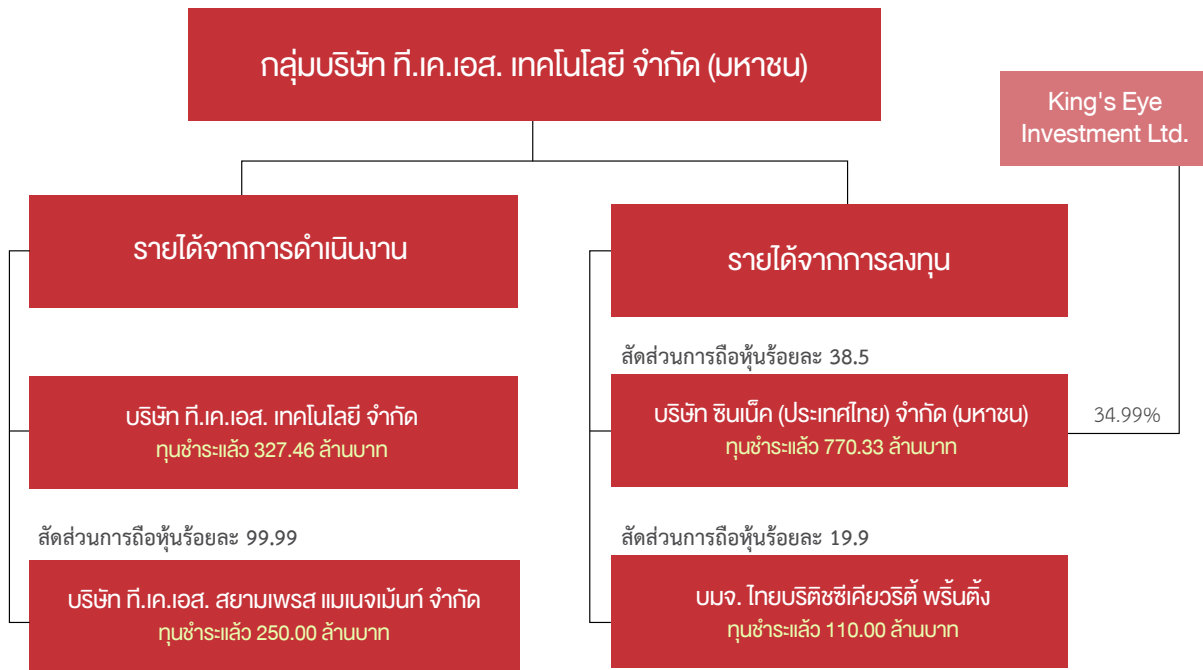 กลุ่มบริษัท ที.เค.เอส. เทคโนโลยี จำกัด (มหาชน)
King's Eye
Investment Ltd.
รายได้จากการดำเนินงาน
รายได้จากการลงทุน
สัดส่วนการถือหุ้นร้อยละ 38.5
บริษัท ที.เค.เอส. เทคโนโลยี จำกัด
ทุนชำระแล้ว 327.46 ล้านบาท
บริษัท ซินเน็ค (ประเทศไทย) จำกัด (มหาชน)
ทุนชำระแล้ว 770.33 ล้านบาท
34.99%
สัดส่วนการถือหุ้นร้อยละ 99.99
สัดส่วนการถือหุ้นร้อยละ 19.9
บริษัท ที.เค.เอส. สยามเพรส แมเนจเม้นท์ จำกัด
ทุนชำระแล้ว 250.00 ล้านบาท
บมจ. ไทยบริติชซีเคียวริตี้ พริ้นติ้ง
ทุนชำระแล้ว 110.00 ล้านบาท